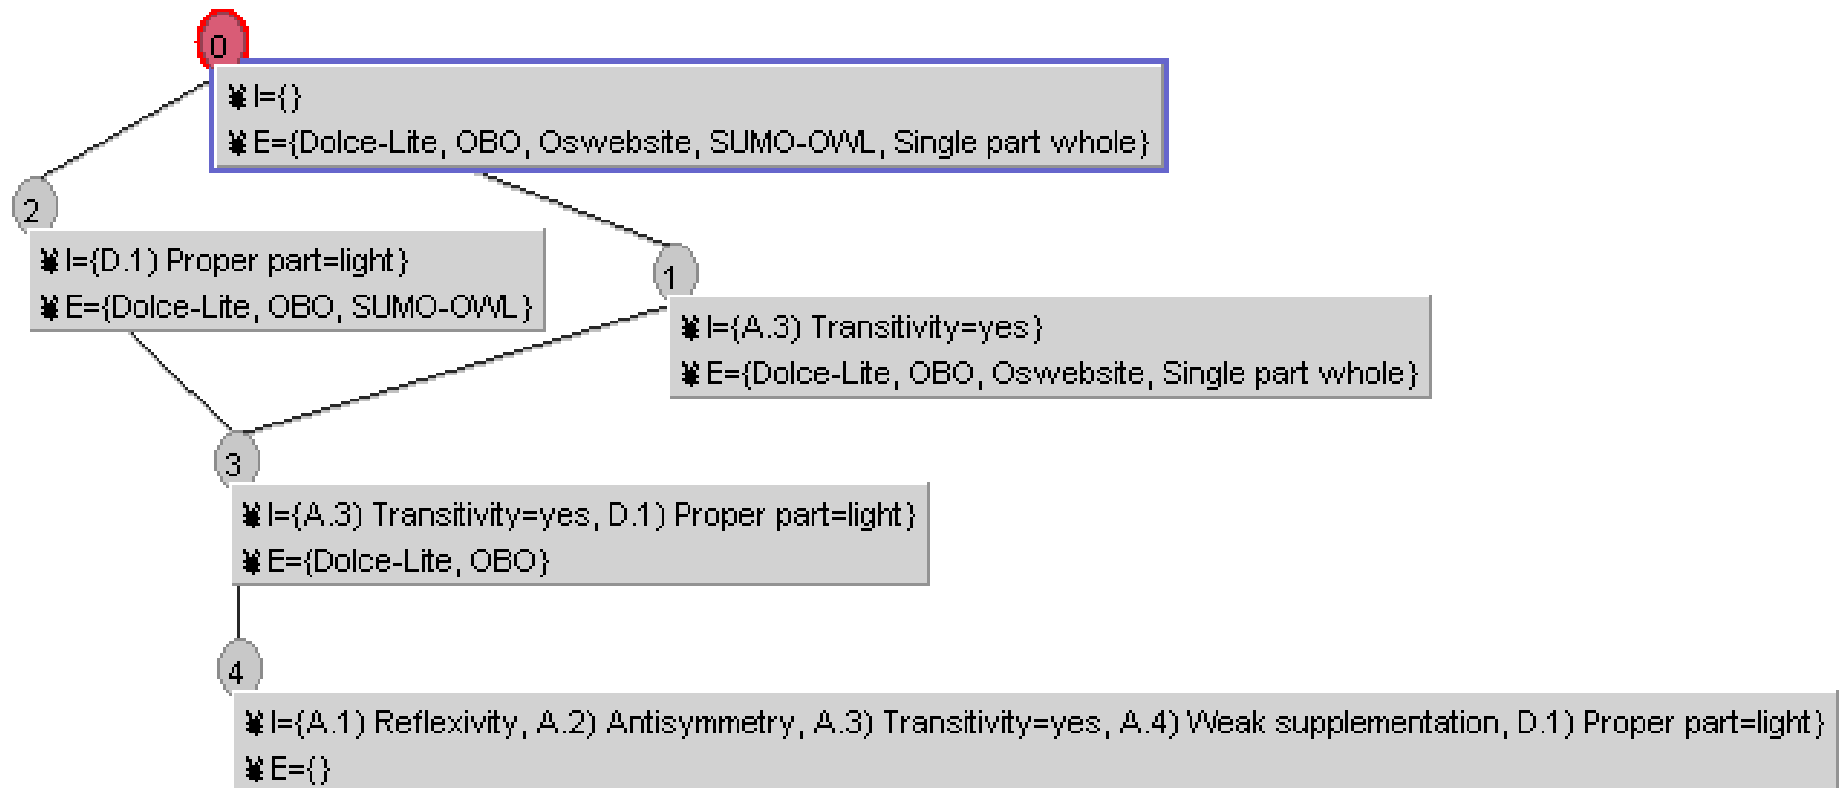 0
I={}
E={Dolce-Lite, OBO, Oswebsite, SUMO-OWL, Single part whole}
2
I={D.1) Proper part=light}
E={Dolce-Lite, OBO, SUMO-OWL}
1
I={A.3) Transitivity=yes}
E={Dolce-Lite, OBO, Oswebsite, Single part whole}
3
I={A.3) Transitivity=yes, D.1) Proper part=light}
E={Dolce-Lite, OBO}
4
I={A.1) Reflexivity, A.2) Antisymmetry, A.3) Transitivity=yes, A.4) Weak supplementation, D.1) Proper part=light}
E={}